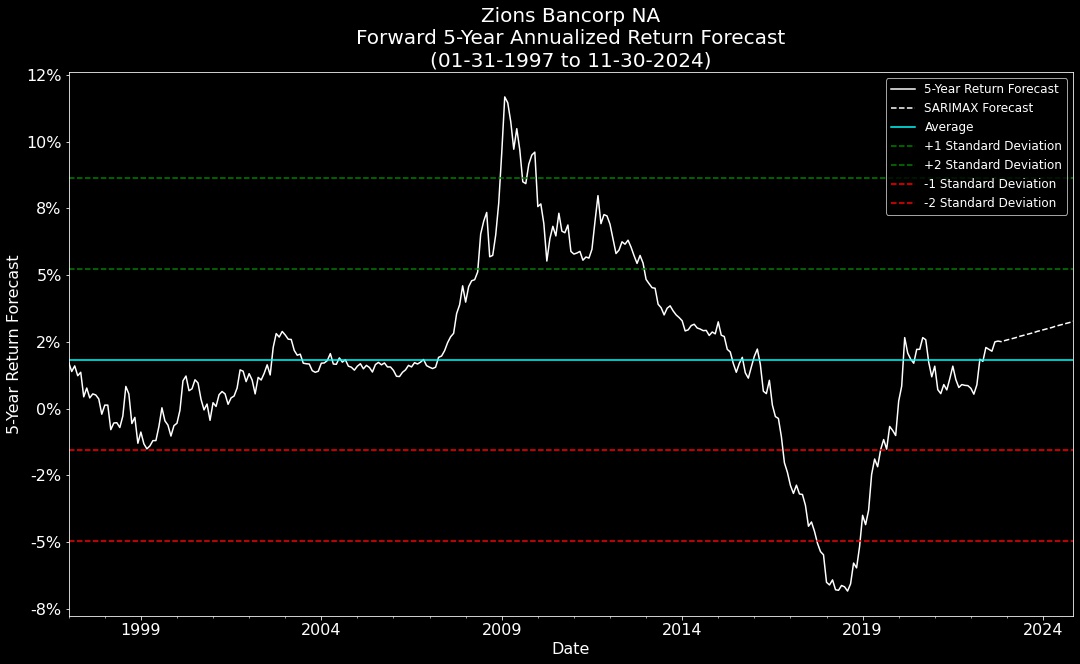 Zions Bancorp NA
Forward 5-Year Annualized Return Forecast
(01-31-1997 to 11-30-2024)
12%
10%
8%
5%
2%
0%
-2%
-5%
-8%
5-Year Return Forecast
5-Year Return Forecast
SARIMAX Forecast
Average
+1 Standard Deviation
+2 Standard Deviation
-1 Standard Deviation
-2 Standard Deviation
1999
2004
2009
2014
2019
2024
Date